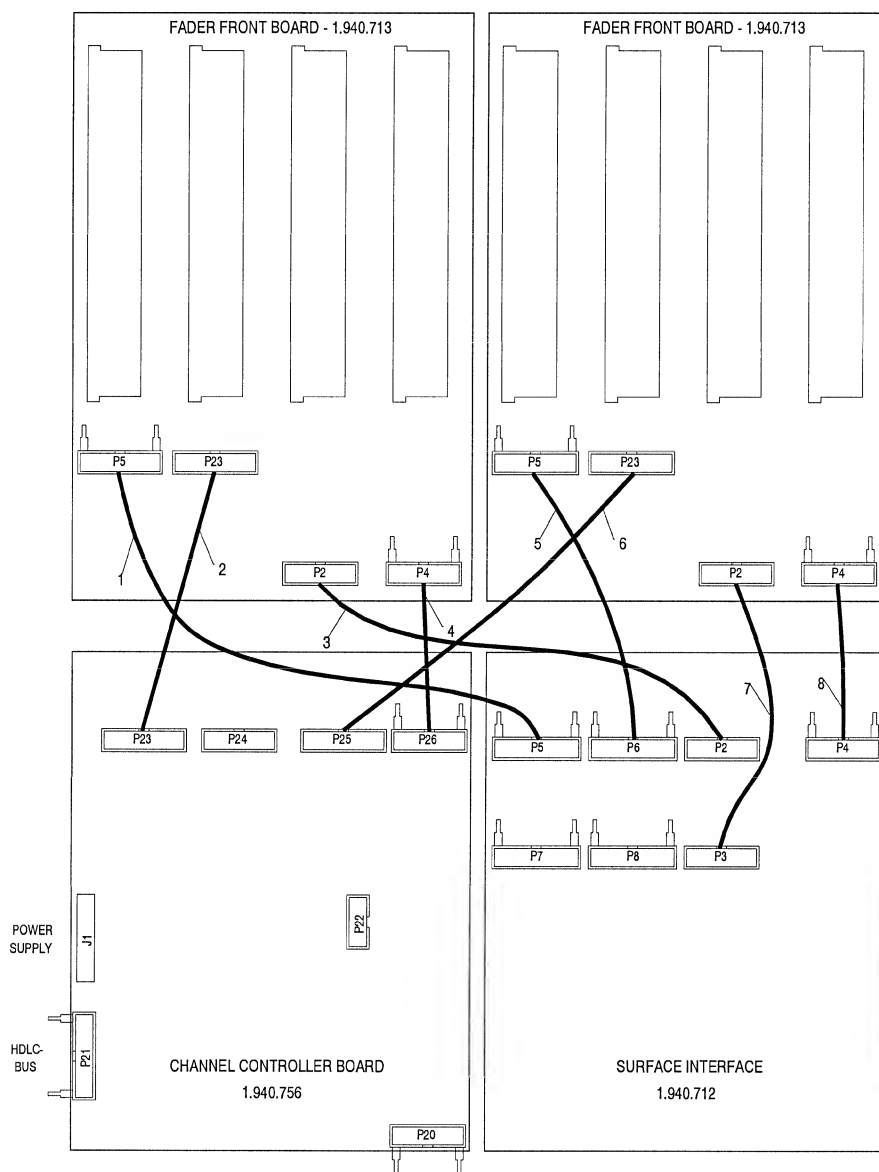 FADER FRONT BOARD - 1.940.713
FADER FRONT BOARD - 1.940.713
P5
P23
P5
P23
1
2
5
6
P2
P4
P2
P4
3
4
7
8
P23
P24
P25
P26
P5
P6
P2
P4
P7
P8
P3
POWER
SUPPLY
J1
P22
HDLC-
BUS
P21
CHANNEL CONTROLLER BOARD
1.940.756
SURFACE INTERFACE
1.940.712
P20